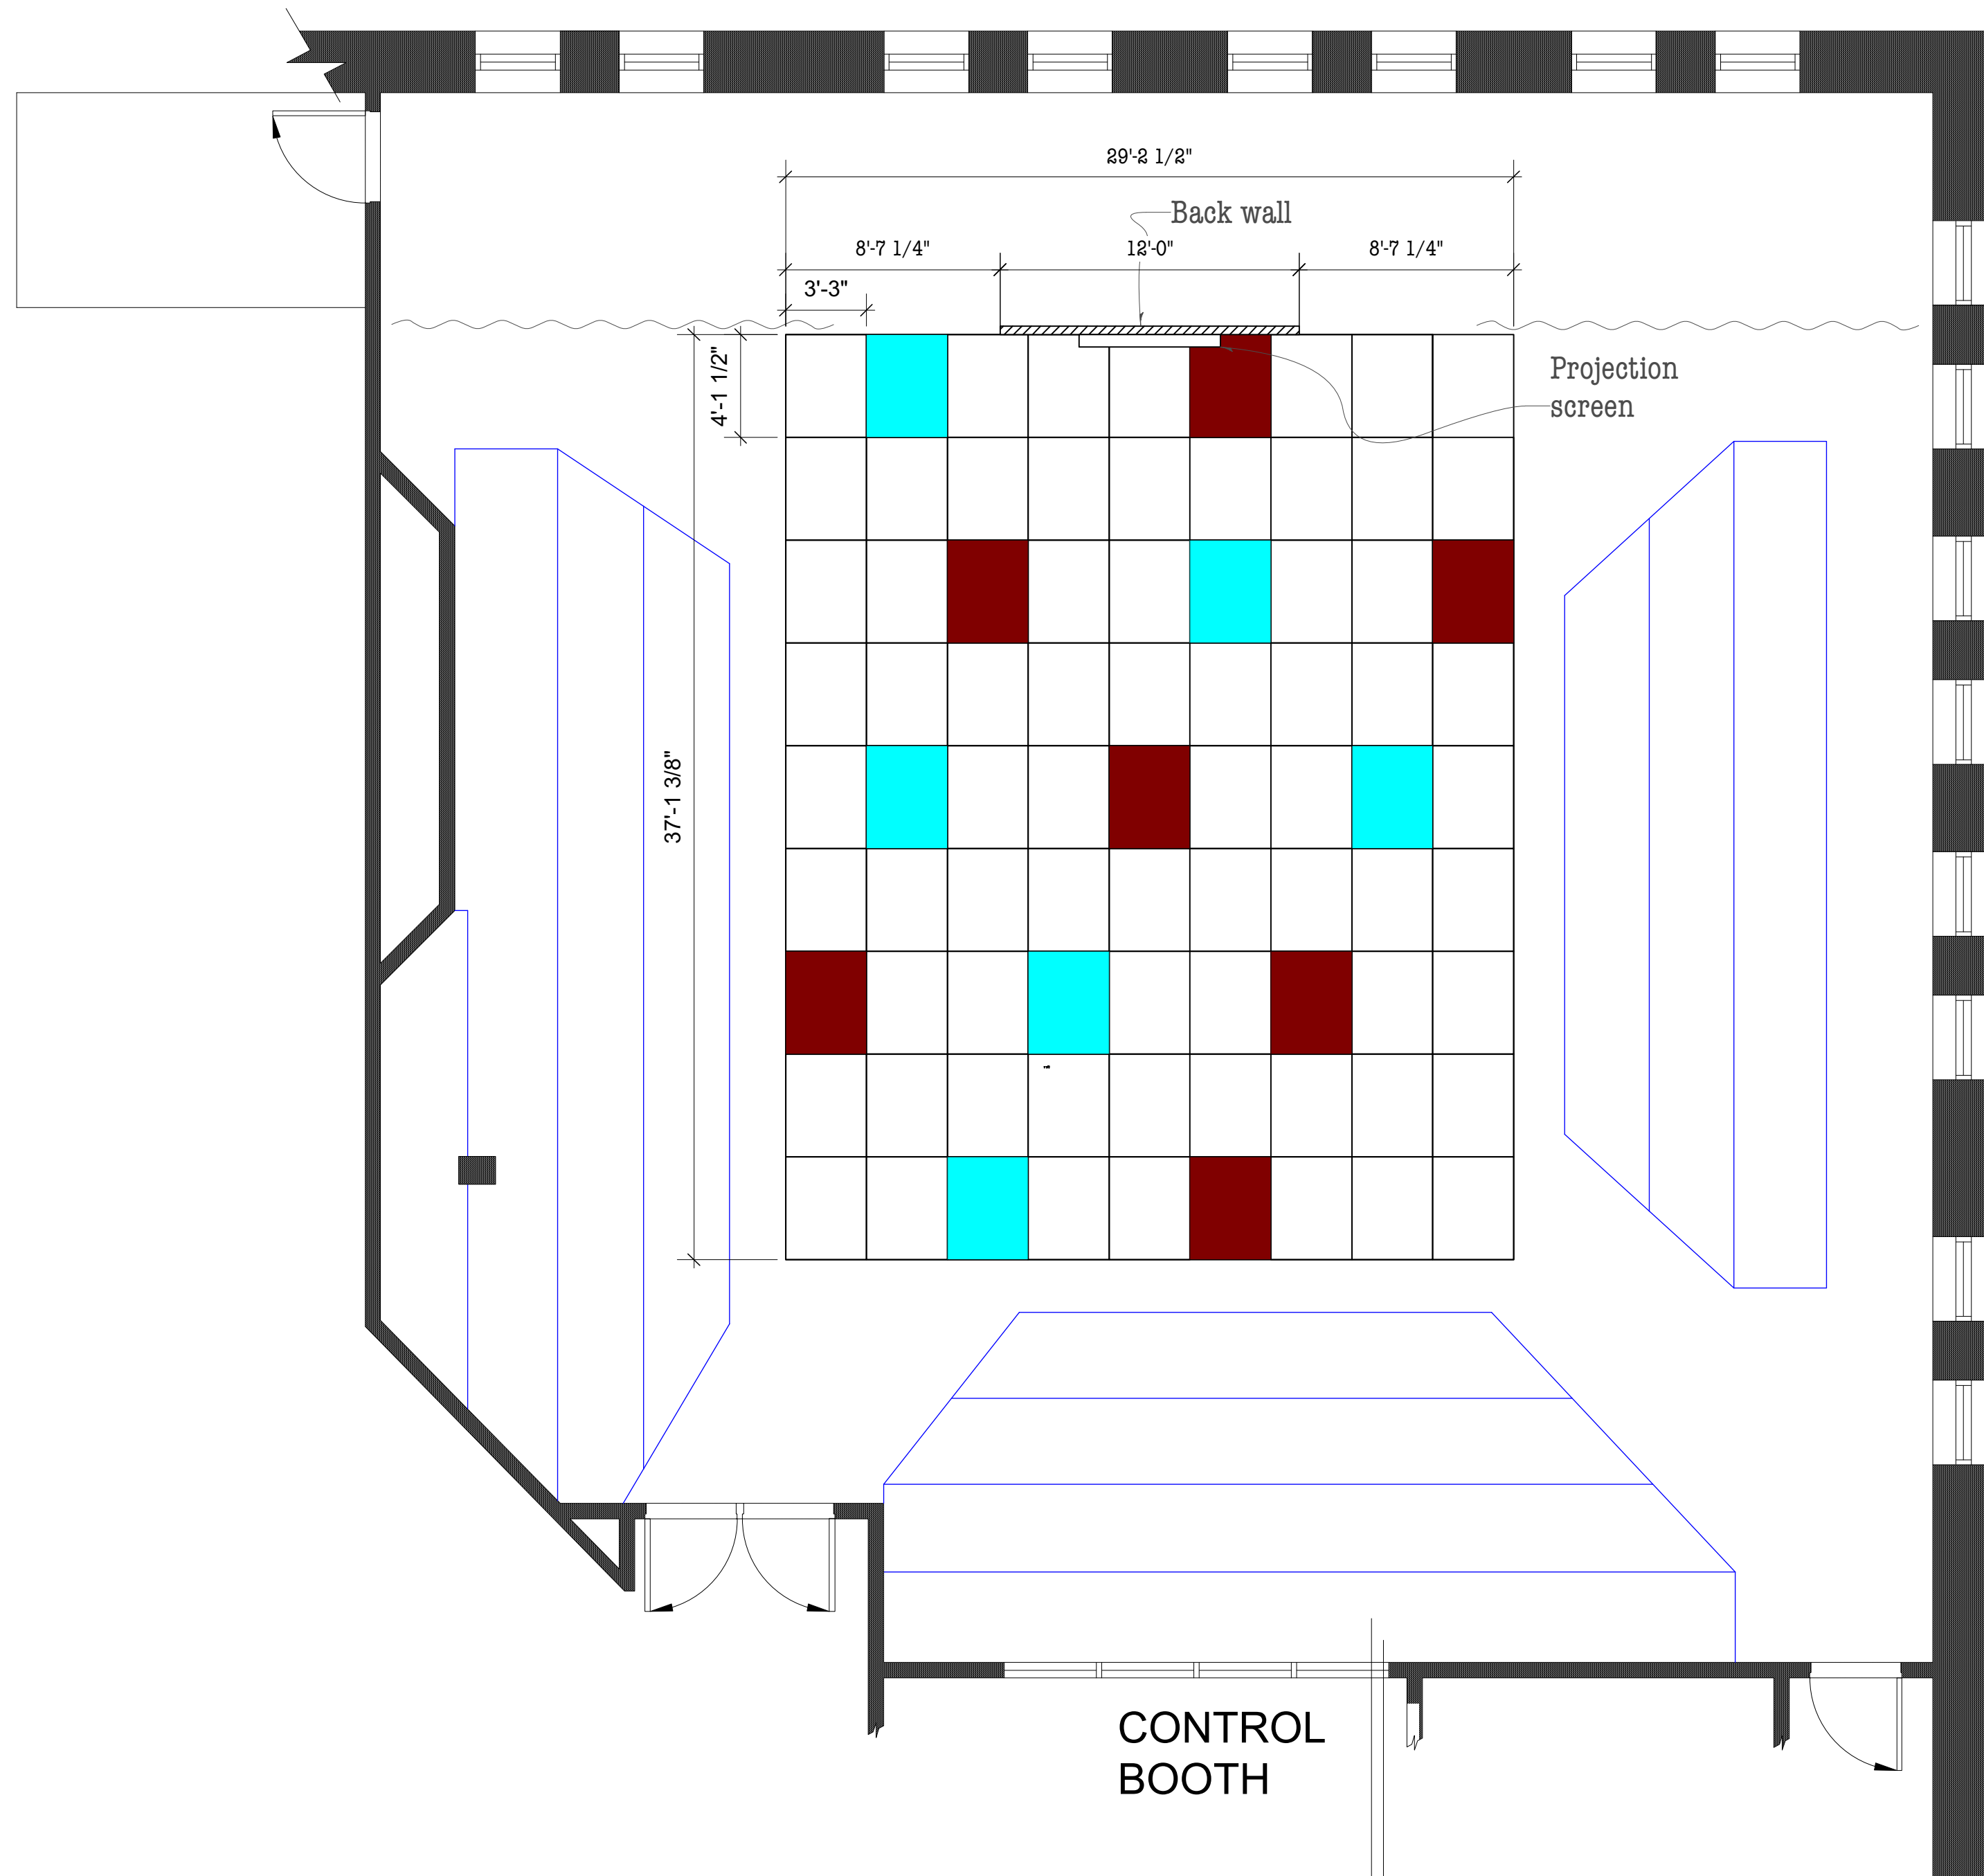 29'-2 1/2"
Back wall
8'-7 1/4"
12'-0"
8'-7 1/4"
3'-3"
4'-1 1/2"
Projection
screen
37'-1 3/8"
CONTROL
BOOTH